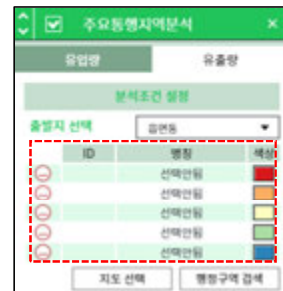 주요통행지역분석
유입량 유출량
분석조건 설정
출발지 선택 읍면동
ID 명칭 색상
선택안됨
선택안됨
선택안됨
선택안됨
선택안됨
지도 선택 행정구역 검색